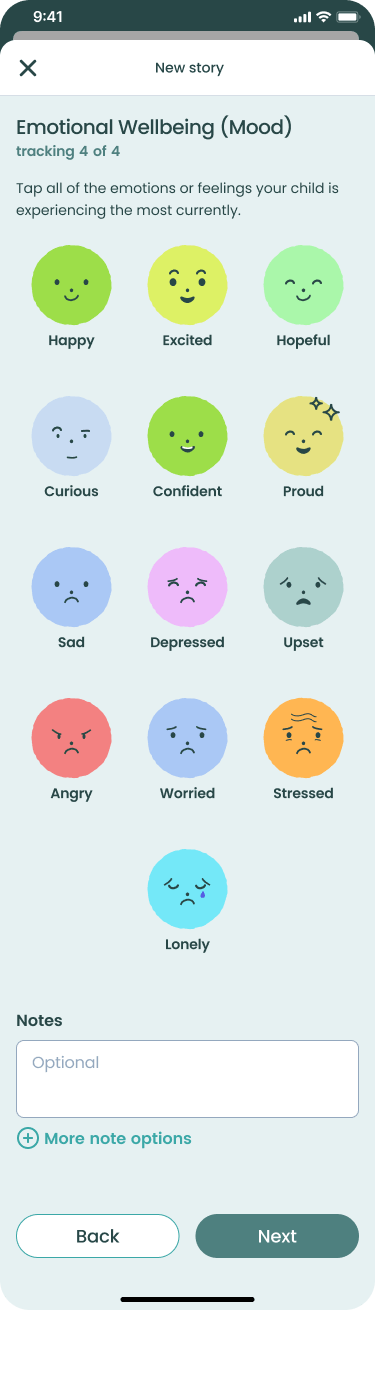 9:41
New story
Emotional Wellbeing (Mood)
tracking 4 of 4
Tap all of the emotions or feelings your child is
experiencing the most currently.
Happy
Excited
Hopeful
Curious
Confident
Proud
Sad
Depressed
Upset
Angry
Worried
Stressed
Lonely
Notes
Optional
More note options
Back
Next